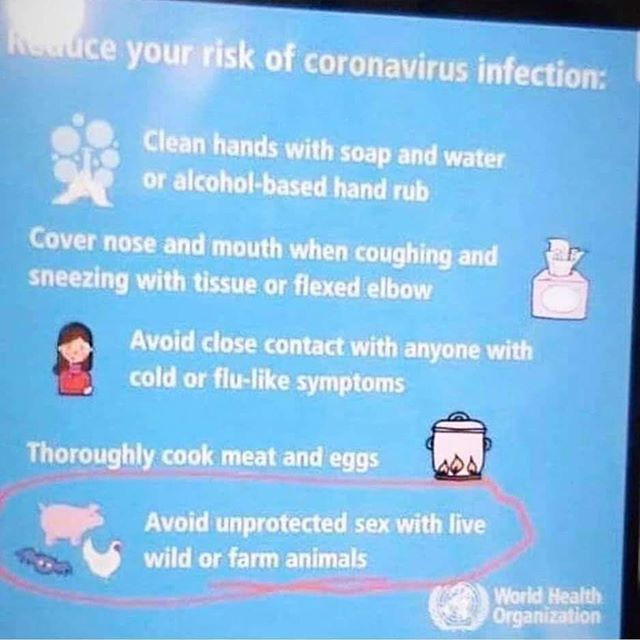 Reduce your risk of coronavirus infection:
Clean hands with soap and water
or alcohol-based hand rub
Cover nose and mouth when coughing and
sneezing with tissue or flexed elbow
Avoid close contact with anyone with
cold or flu-like symptoms
Thoroughly cook meat and eggs
Avoid unprotected sex with live
wild or farm animals
World Health
Organization